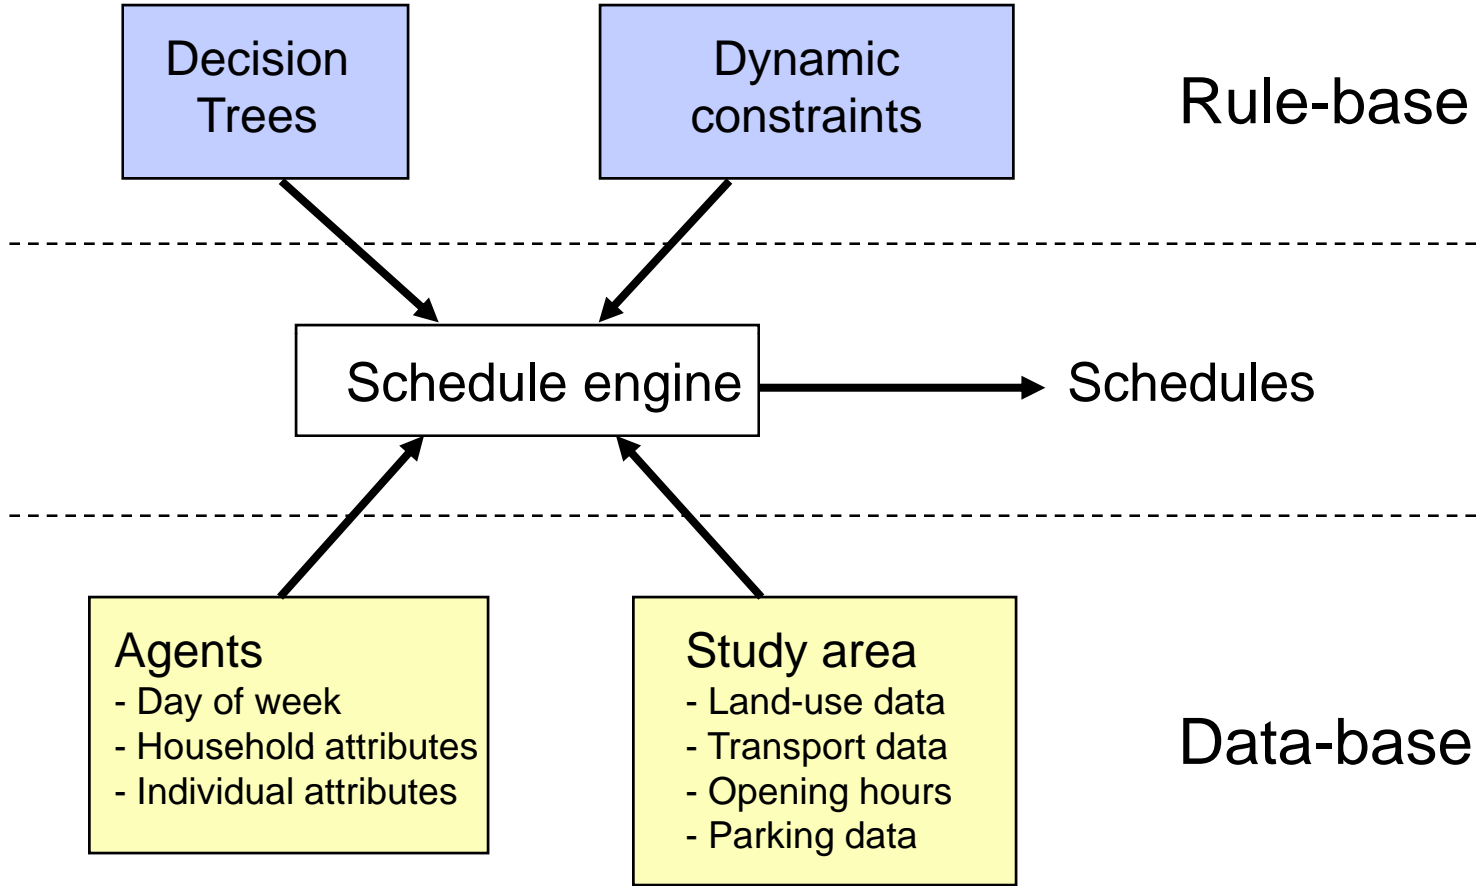 Decision
Trees
Dynamic
constraints
Rule-base
Schedule engine
Schedules
Agents
- Day of week
- Household attributes
- Individual attributes
Study area
- Land-use data
- Transport data
- Opening hours
- Parking data
Data-base